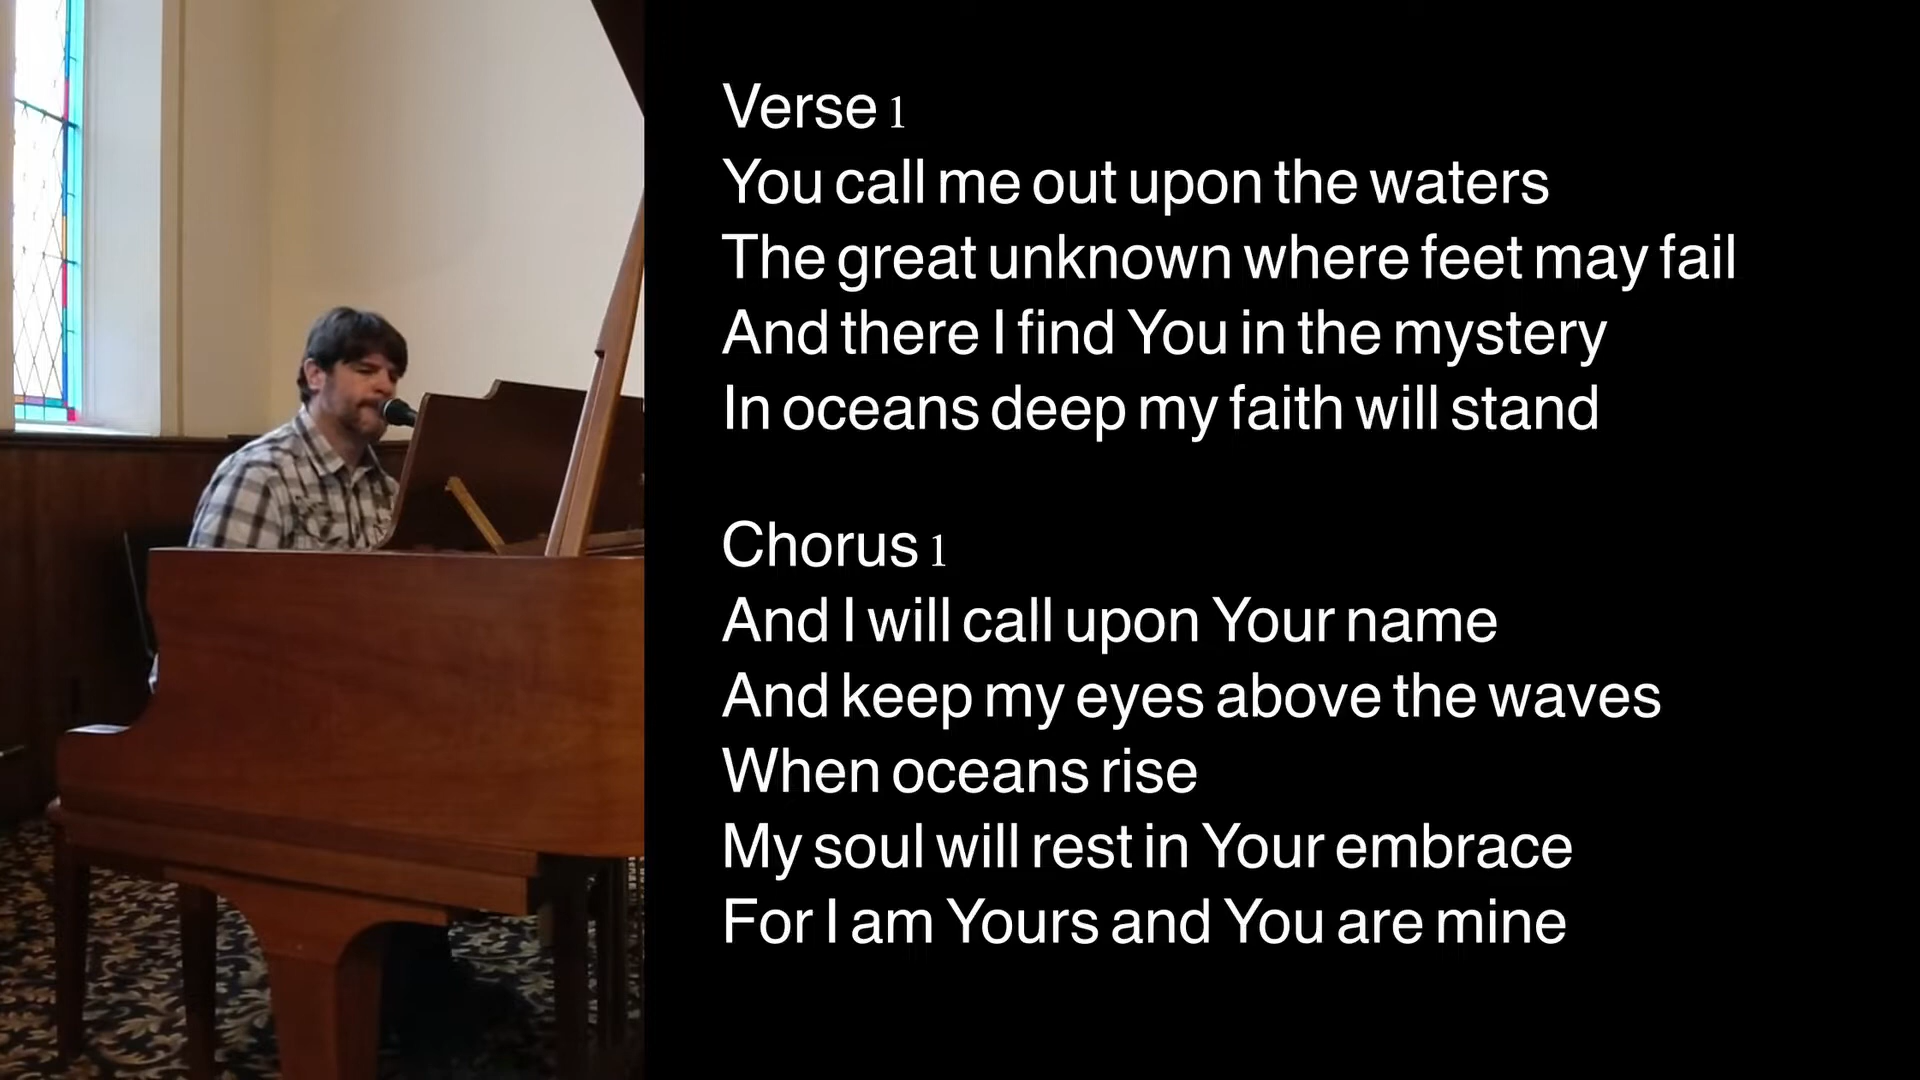 Verse 1
You call me out upon the waters
The great unknown where feet may fail
And there I find You in the mystery
In oceans deep my faith will stand
Chorus 1
And I will call upon Your name
And keep my eyes above the waves
When oceans rise
My soul will rest in Your embrace
For I am Yours and You are mine